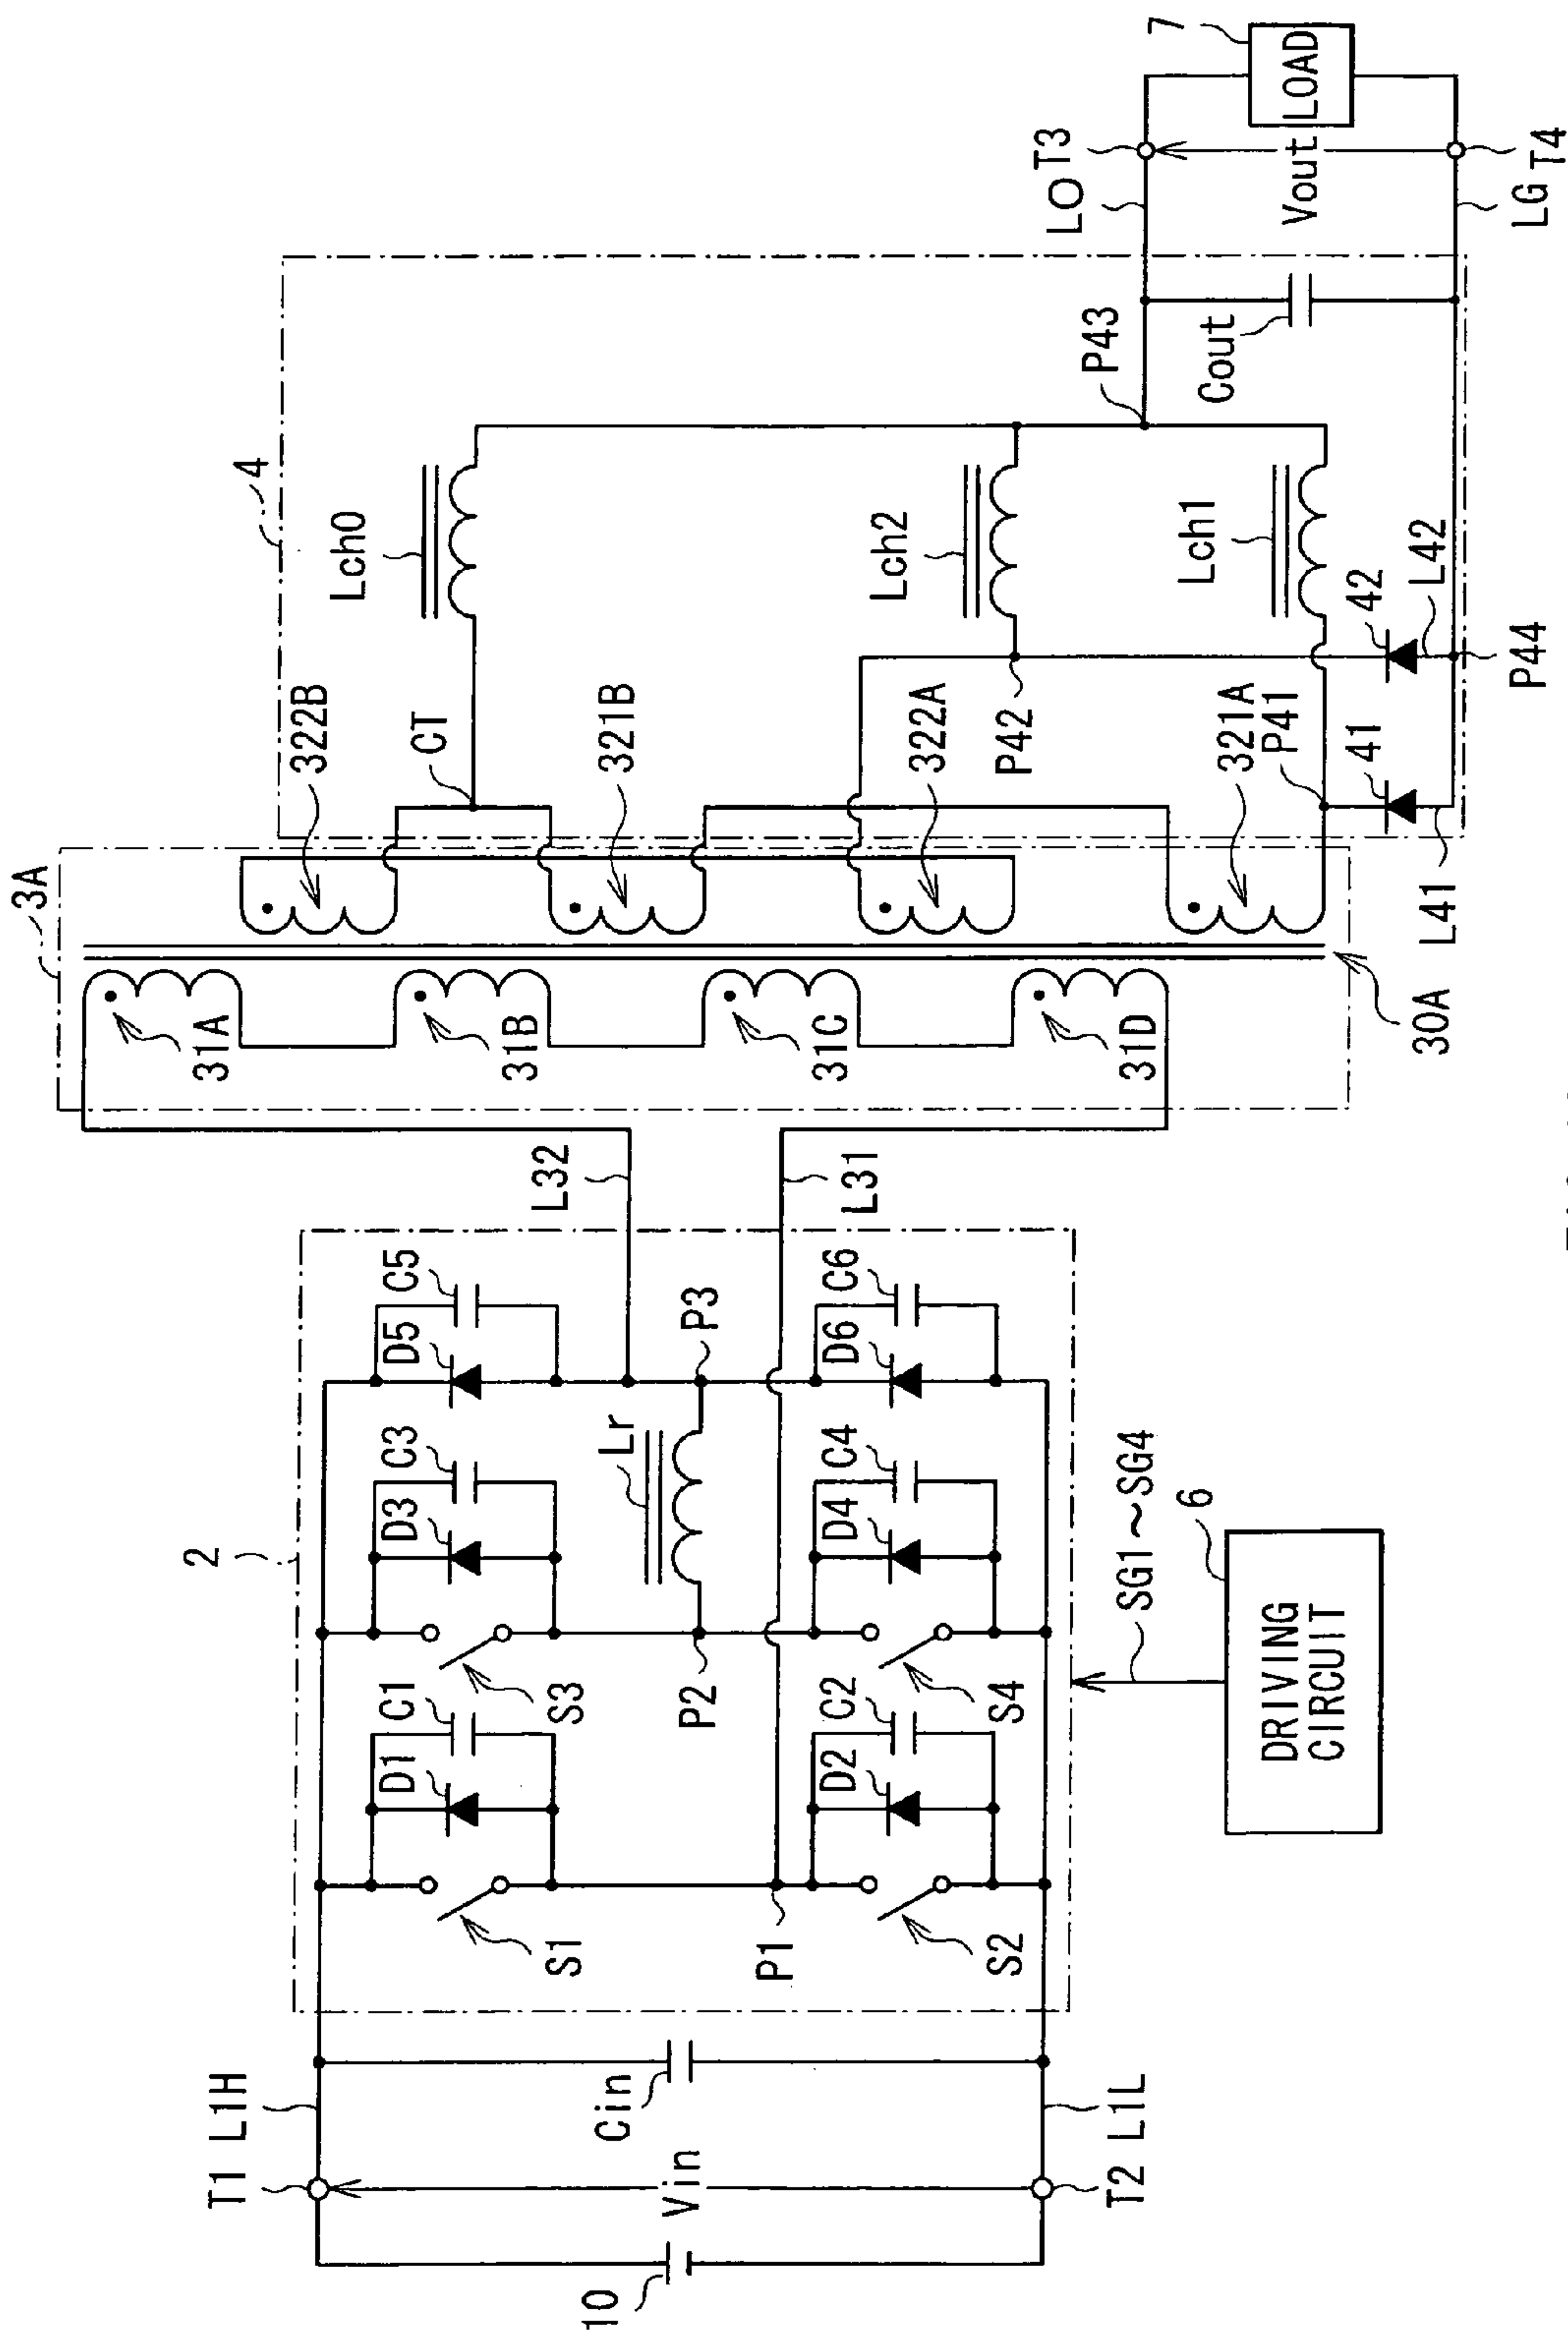 T1
L1H
10
Vin
Cin
T2
L1L
2
S1
D1
C1
S3
D3
C3
D5
C5
P1
P2
Lr
P3
S2
D2
C2
S4
D4
C4
D6
C6
DRIVING
CIRCUIT
6
SG1~SG4
L32
L31
3A
31A
31B
31C
31D
30A
322B
321B
322A
321A
CT
4
Lch0
Lch2
Lch1
P42
P41
41
42
L41
L42
P44
P43
Cout
LO
T3
Vout
LG
T4
7
LOAD